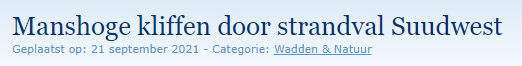 Manshoge kliffen door strandval Suudwest
Geplaatst op: 21 september 2021 - Categorie: Wadden & Natuur